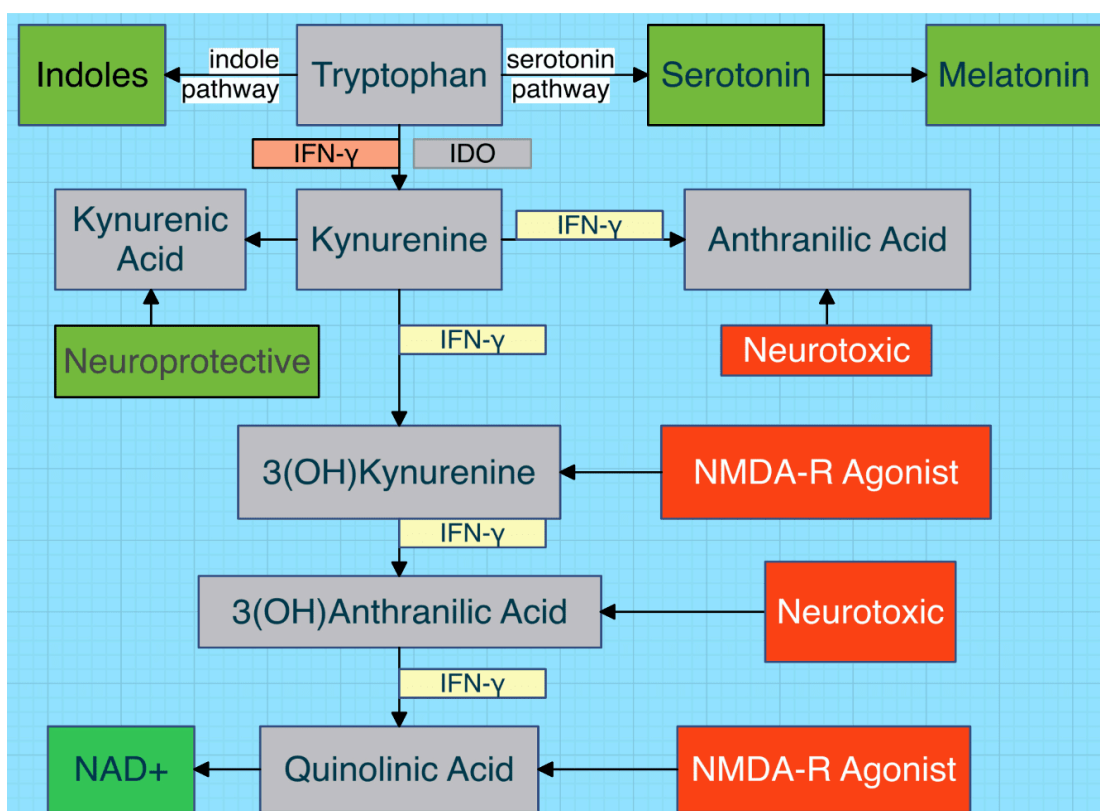 Indoles
indole
pathway
Tryptophan
serotonin
pathway
Serotonin
Melatonin
IFN-γ
IDO
Kynurenic
Acid
Kynurenine
IFN-γ
Anthranilic Acid
Neuroprotective
IFN-γ
Neurotoxic
3(OH)Kynurenine
NMDA-R Agonist
IFN-γ
3(OH)Anthranilic Acid
Neurotoxic
IFN-γ
NAD+
Quinolinic Acid
NMDA-R Agonist